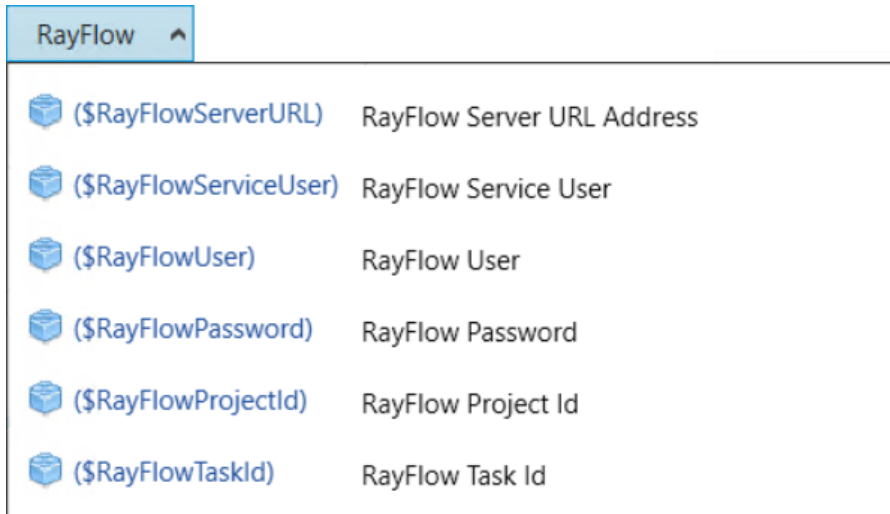 RayFlow
($RayFlowServerURL) RayFlow Server URL Address
($RayFlowServiceUser) RayFlow Service User
($RayFlowUser) RayFlow User
($RayFlowPassword) RayFlow Password
($RayFlowProjectId) RayFlow Project Id
($RayFlowTaskId) RayFlow Task Id